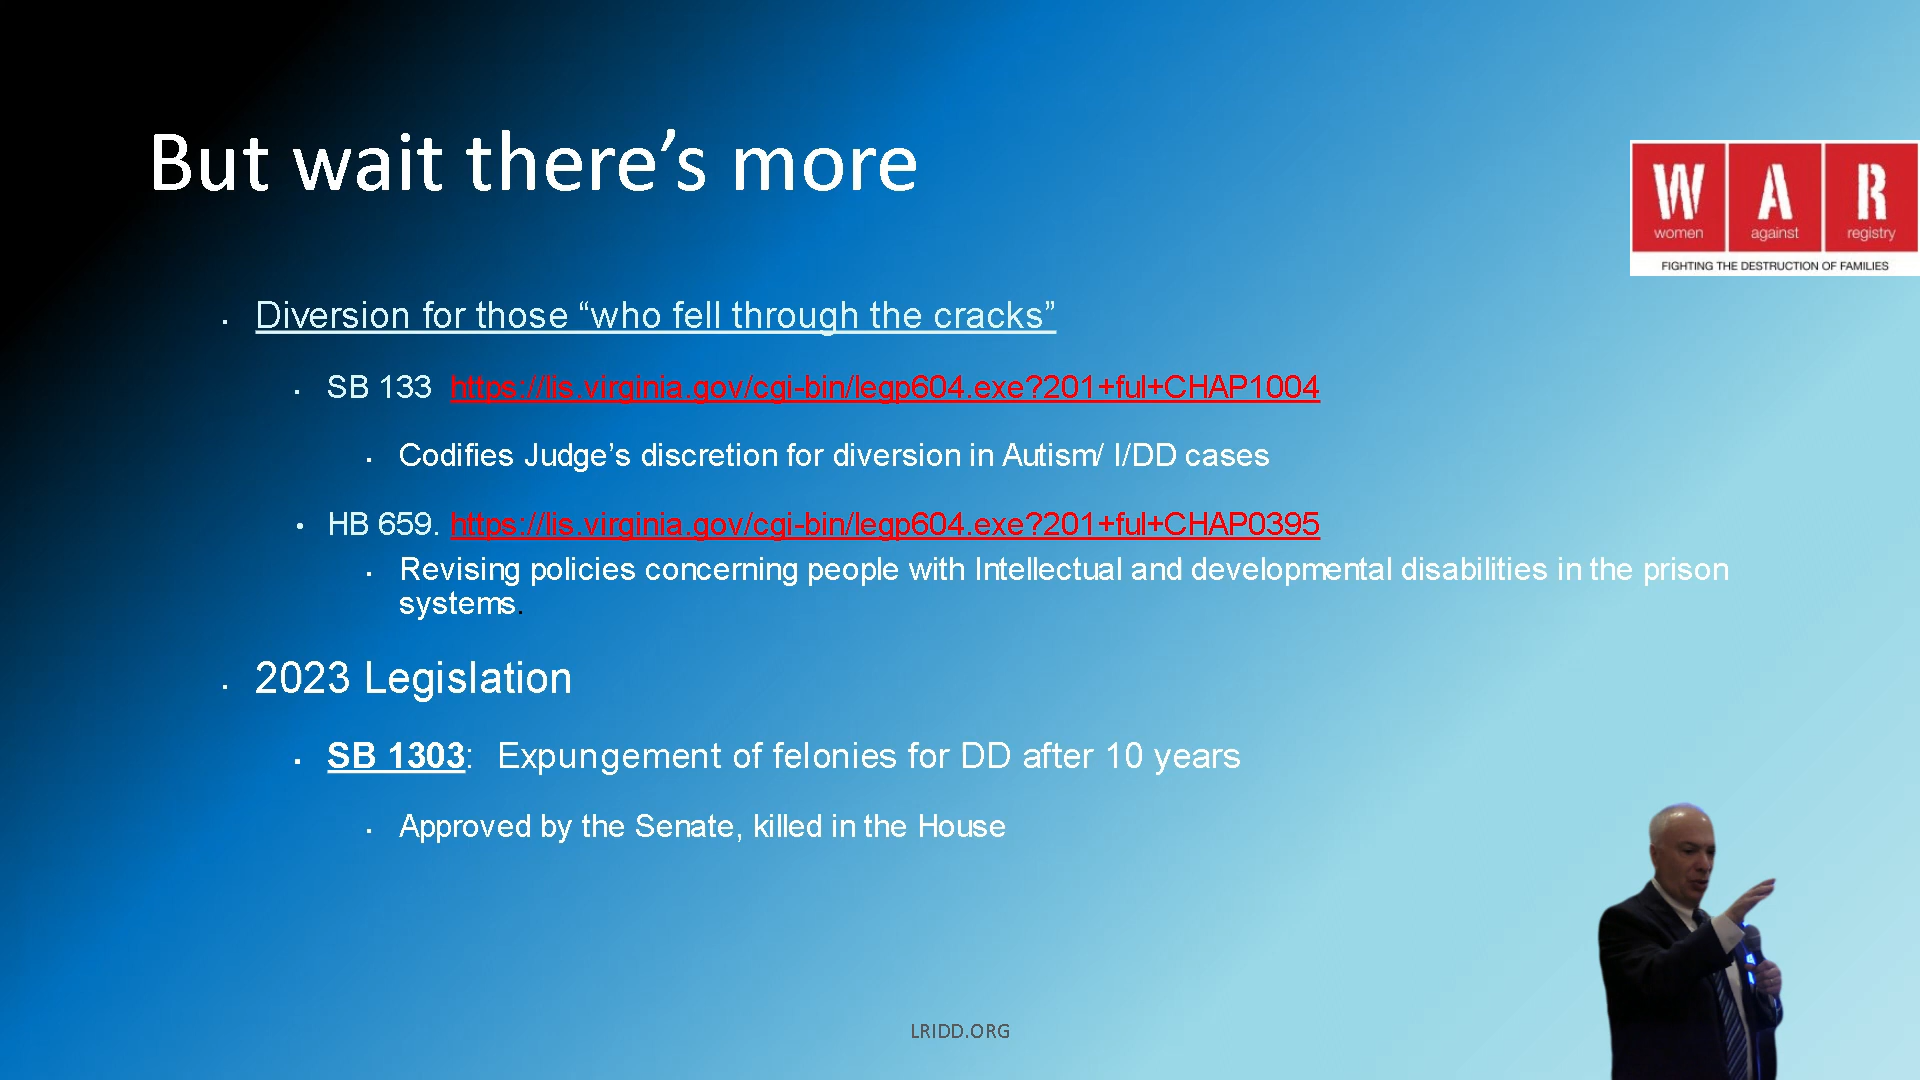 But wait there’s more
W A R
women against registry
FIGHTING THE DESTRUCTION OF FAMILIES
Diversion for those “who fell through the cracks”
SB 133 https://lis.virginia.gov/cgi-bin/legp604.exe?201+ful+CHAP1004
Codifies Judge’s discretion for diversion in Autism/ I/DD cases
HB 659. https://lis.virginia.gov/cgi-bin/legp604.exe?201+ful+CHAP0395
Revising policies concerning people with Intellectual and developmental disabilities in the prison
systems.
2023 Legislation
SB 1303: Expungement of felonies for DD after 10 years
Approved by the Senate, killed in the House
LRIDD.ORG